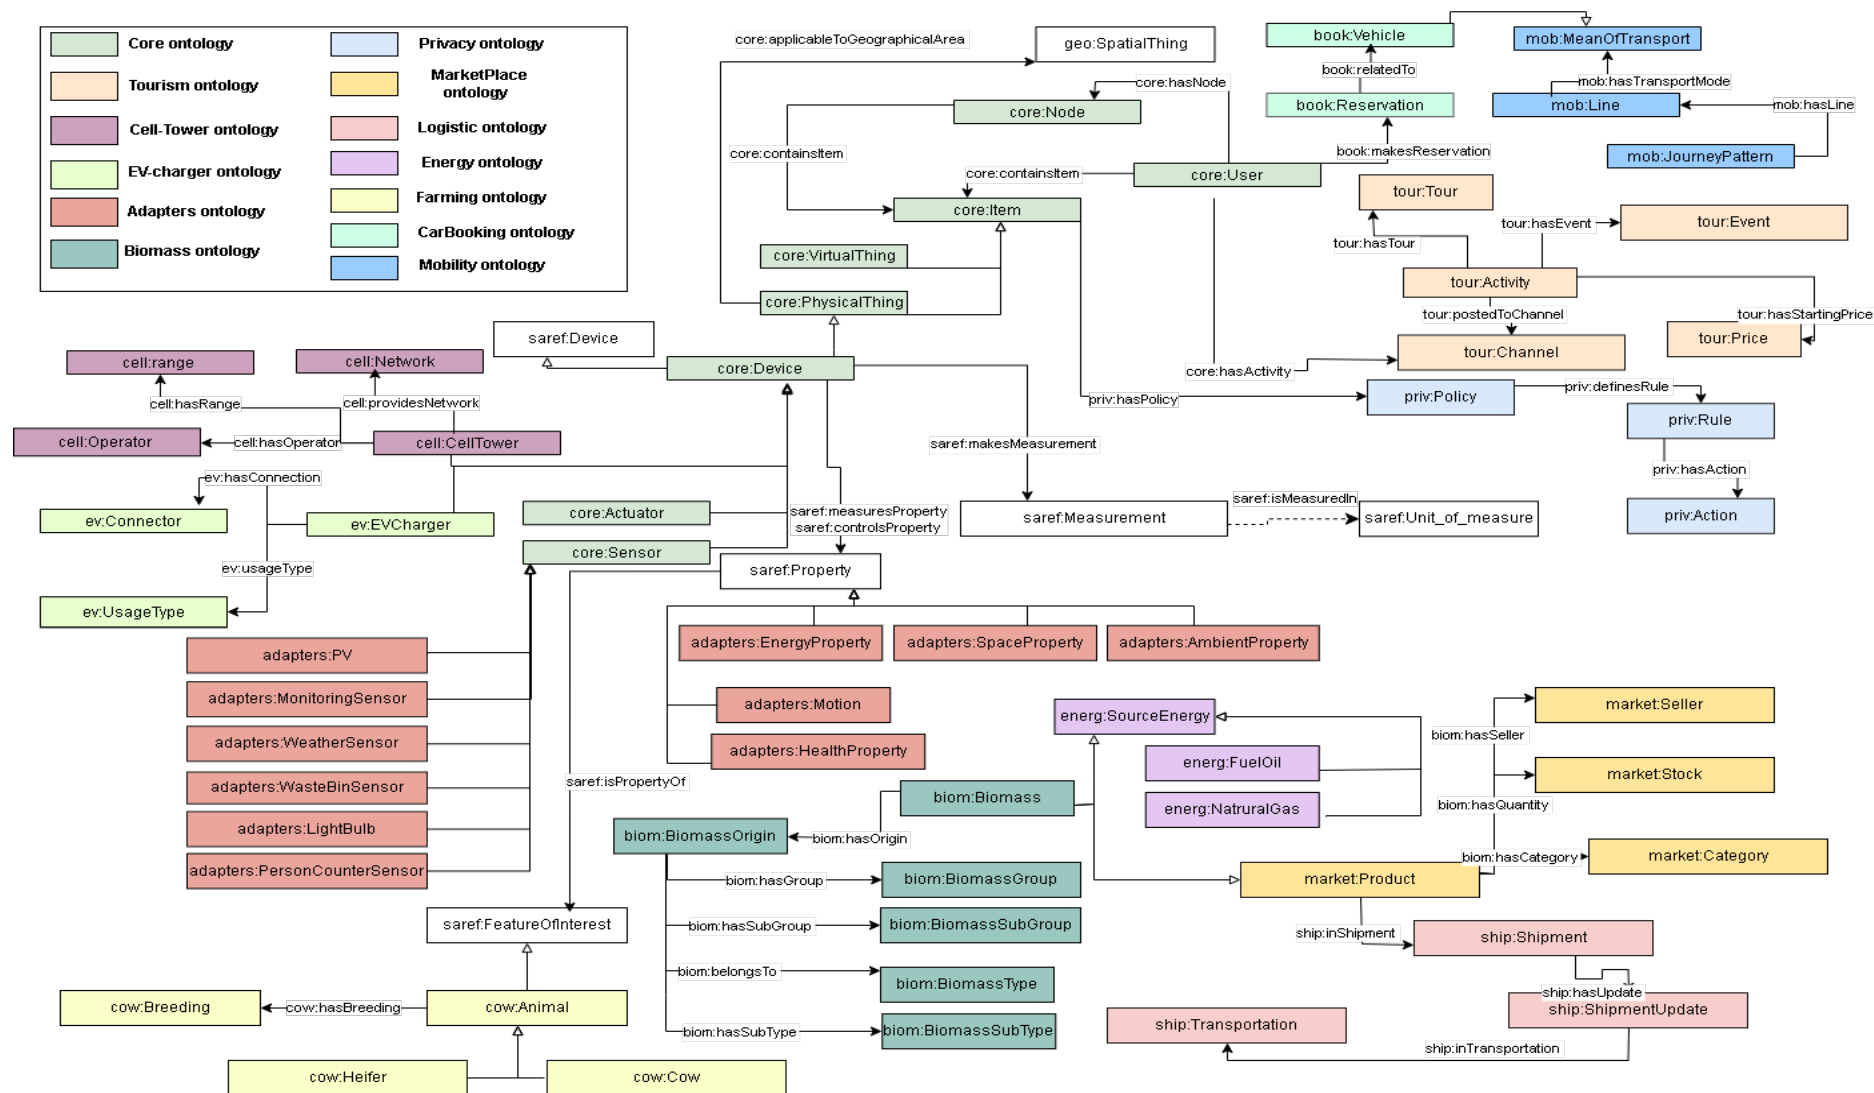 Core ontology
Tourism ontology
Cell-Tower ontology
EV-charger ontology
Adapters ontology
Biomass ontology
Privacy ontology
MarketPlace
ontology
Logistic ontology
Energy ontology
Farming ontology
CarBooking ontology
Mobility ontology
core:applicableToGeographicalArea
geo:SpatialThing
core:hasNode
core:Node
core:containsItem
core:containsItem
core:User
core:Item
core:VirtualThing
core:PhysicalThing
book:Vehicle
book:relatedTo
book:Reservation
book:makesReservation
mob:MeanOfTransport
mob:hasTransportMode
mob:Line
mob:hasLine
mob:JourneyPattern
tour:Tour
tour:hasTour
tour:hasEvent
tour:Event
tour:Activity
tour:postedToChannel
tour:hasStartingPrice
tour:Price
tour:Channel
core:hasActivity
priv:hasPolicy
priv:Policy
priv:definesRule
priv:Rule
priv:hasAction
priv:Action
saref:Device
core:Device
cell:range
cell:Network
cell:hasRange
cell:providesNetwork
cell:Operator
cell:hasOperator
cell:CellTower
ev:hasConnection
ev:Connector
ev:EVCharger
ev:usageType
ev:UsageType
core:Actuator
core:Sensor
saref:measuresProperty
saref:controlsProperty
saref:makesMeasurement
saref:Measurement
saref:isMeasuredIn
saref:Unit_of_measure
saref:Property
adapters:EnergyProperty
adapters:SpaceProperty
adapters:AmbientProperty
adapters:Motion
adapters:HealthProperty
adapters:PV
adapters:MonitoringSensor
adapters:WeatherSensor
adapters:WasteBinSensor
adapters:LightBulb
adapters:PersonCounterSensor
saref:isPropertyOf
saref:FeatureOfInterest
cow:Breeding
cow:hasBreeding
cow:Animal
cow:Heifer
cow:Cow
energ:SourceEnergy
energ:FuelOil
energ:NatruralGas
biom:Biomass
biom:hasOrigin
biom:BiomassOrigin
biom:hasGroup
biom:BiomassGroup
biom:hasSubGroup
biom:BiomassSubGroup
biom:belongsTo
biom:BiomassType
biom:hasSubType
biom:BiomassSubType
market:Seller
biom:hasSeller
market:Stock
biom:hasQuantity
biom:hasCategory
market:Category
market:Product
ship:inShipment
ship:Shipment
ship:hasUpdate
ship:ShipmentUpdate
ship:Transportation
ship:inTransportation